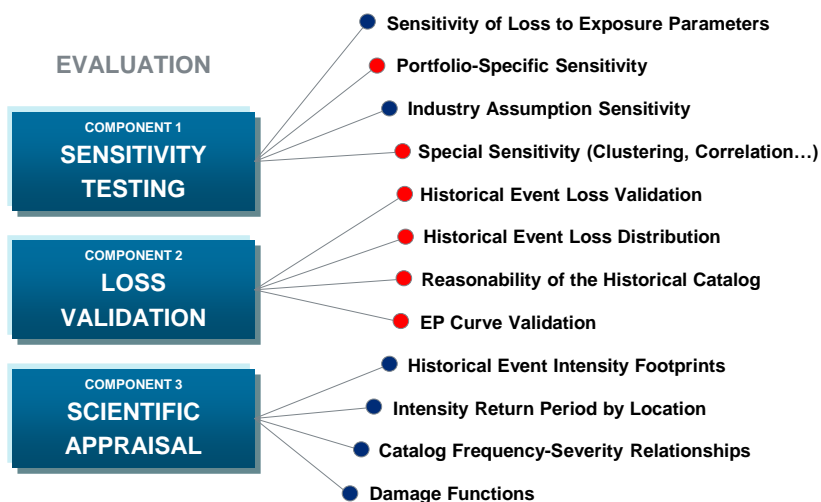 EVALUATION
COMPONENT 1
SENSITIVITY
TESTING
Sensitivity of Loss to Exposure Parameters
Portfolio-Specific Sensitivity
Industry Assumption Sensitivity
Special Sensitivity (Clustering, Correlation…)
COMPONENT 2
LOSS
VALIDATION
Historical Event Loss Validation
Historical Event Loss Distribution
Reasonability of the Historical Catalog
EP Curve Validation
COMPONENT 3
SCIENTIFIC
APPRAISAL
Historical Event Intensity Footprints
Intensity Return Period by Location
Catalog Frequency-Severity Relationships
Damage Functions